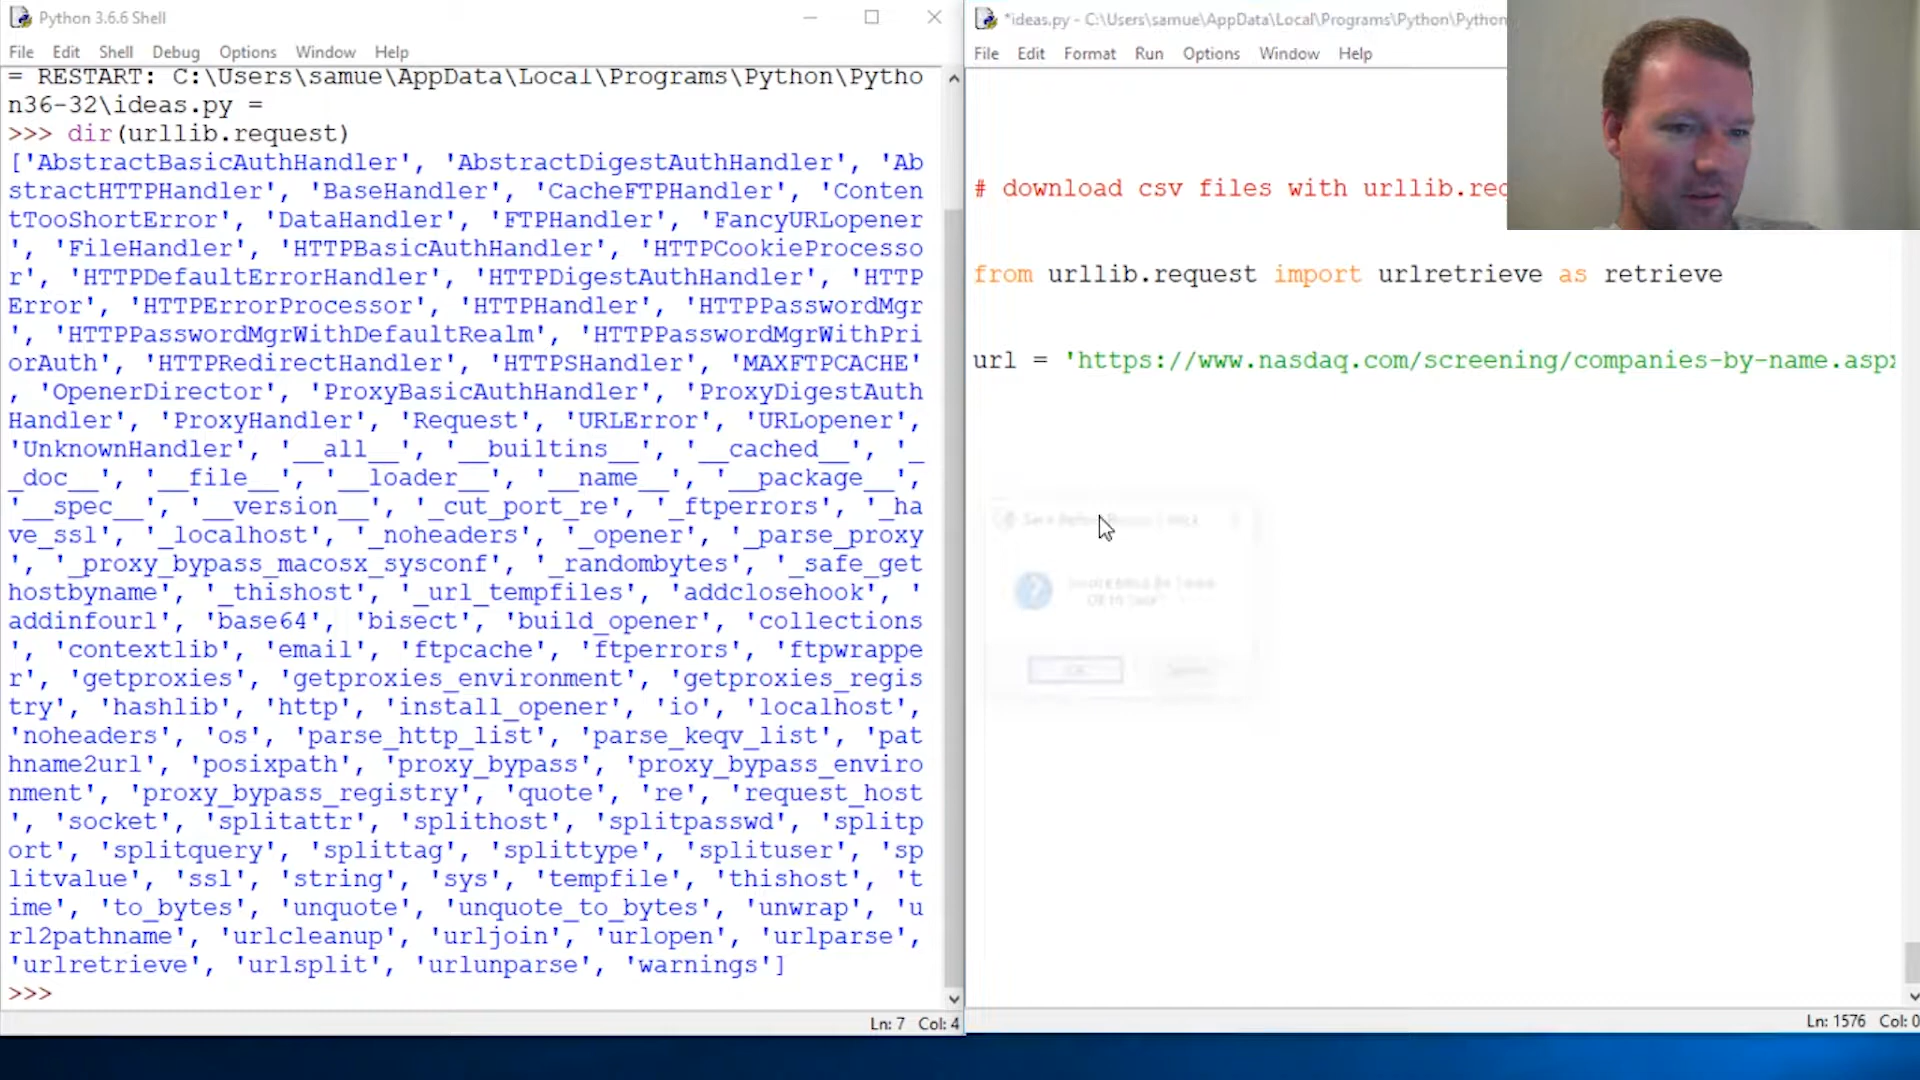 Python 3.6.6 Shell
File Edit Shell Debug Options Window Help
= RESTART: C:\Users\samue\AppData\Local\Programs\Python\Pytho
n36-32\ideas.py =
>>> dir(urllib.request)
['AbstractBasicAuthHandler', 'AbstractDigestAuthHandler', 'Ab
stractHTTPHandler', 'BaseHandler', 'CacheFTPHandler', 'Conten
tTooShortError', 'DataHandler', 'FTPHandler', 'FancyURLopener
', 'FileHandler', 'HTTPBasicAuthHandler', 'HTTPCookieProcesso
r', 'HTTPDefaultErrorHandler', 'HTTPDigestAuthHandler', 'HTTP
Error', 'HTTPErrorProcessor', 'HTTPHandler', 'HTTPPasswordMgr
', 'HTTPPasswordMgrWithDefaultRealm', 'HTTPPasswordMgrWithPri
orAuth', 'HTTPRedirectHandler', 'HTTPSHandler', 'MAXFTPCACHE'
, 'OpenerDirector', 'ProxyBasicAuthHandler', 'ProxyDigestAuth
Handler', 'ProxyHandler', 'Request', 'URLError', 'URLopener',
'UnknownHandler', '__all__', '__builtins__', '__cached__', '_
_doc__', '__file__', '__loader__', '__name__', '__package__',
'__spec__', '__version__', '_cut_port_re', '_ftperrors', '_ha
ve_ssl', '_localhost', '_noheaders', '_opener', '_parse_proxy
', '_proxy_bypass_macosx_sysconf', '_randombytes', '_safe_get
hostbyname', '_thishost', '_url_tempfiles', 'addclosehook', '
addinfourl', 'base64', 'bisect', 'build_opener', 'collections
', 'contextlib', 'email', 'ftpcache', 'ftperrors', 'ftpwrappe
r', 'getproxies', 'getproxies_environment', 'getproxies_regis
try', 'hashlib', 'http', 'install_opener', 'io', 'localhost',
'noheaders', 'os', 'parse_http_list', 'parse_keqv_list', 'pat
hname2url', 'posixpath', 'proxy_bypass', 'proxy_bypass_enviro
nment', 'proxy_bypass_registry', 'quote', 're', 'request_host
', 'socket', 'splitattr', 'splithost', 'splitpasswd', 'splitp
ort', 'splitquery', 'splittag', 'splittype', 'splituser', 'sp
litvalue', 'ssl', 'string', 'sys', 'tempfile', 'thishost', 't
ime', 'to_bytes', 'unquote', 'unquote_to_bytes', 'unwrap', 'u
rl2pathname', 'urlcleanup', 'urljoin', 'urlopen', 'urlparse',
'urlretrieve', 'urlsplit', 'urlunparse', 'warnings']
>>>
Ln: 7 Col: 4
*ideas.py - C:\Users\samue\AppData\Local\Programs\Python\Python
File Edit Format Run Options Window Help
# download csv files with urllib.req
from urllib.request import urlretrieve as retrieve
url = 'https://www.nasdaq.com/screening/companies-by-name.asp
Ln: 1576 Col: 0